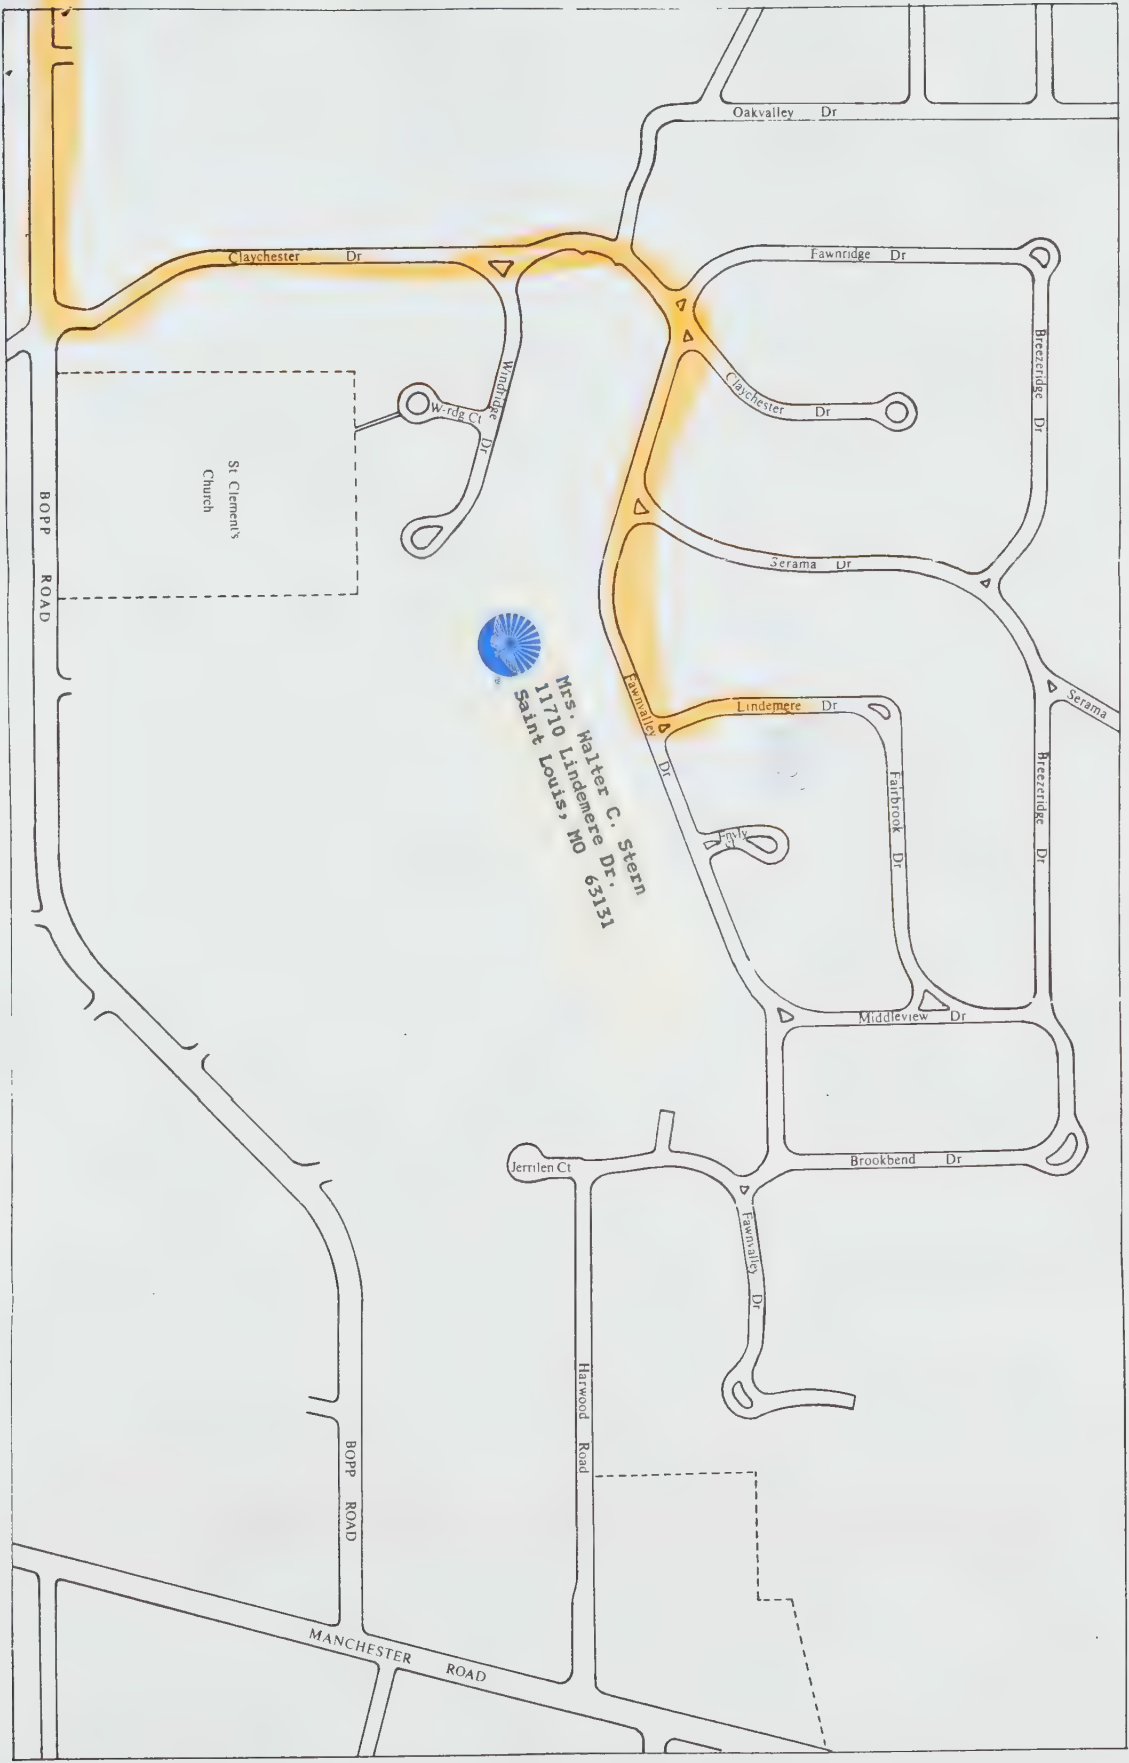 Oakvalley Dr
Claychester Dr
Fawnridge Dr
Breezeridge Dr
Windridge Dr
W-rdg Ct
Claychester Dr
St Clement's
Church
BOPP ROAD
Serama Dr
Serama
Fawnvalley Dr
Lindemere Dr
Fairbrook Dr
Breezeridge Dr
Mrs. Walter C. Stern
11710 Lindemere Dr.
Saint Louis, MO 63131
Middleview Dr
Jerrilen Ct
Brookbend Dr
Fawnvalley Dr
Harwood Road
BOPP ROAD
MANCHESTER ROAD